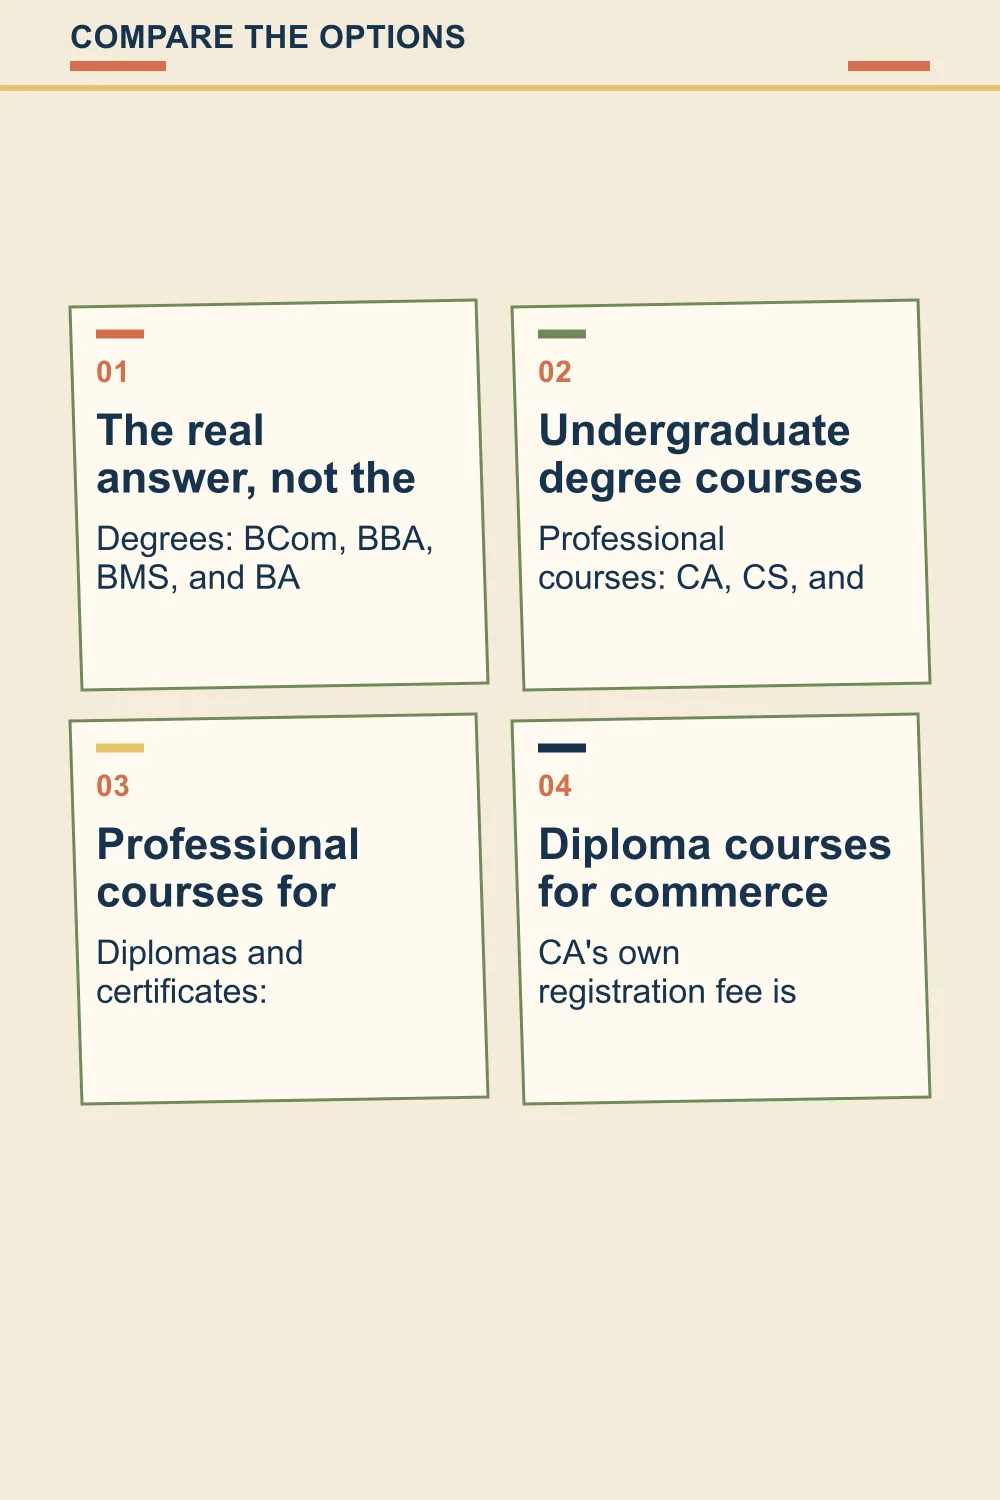 COMPARE THE OPTIONS
01
The real
answer, not the
Degrees: BCom, BBA,
BMS, and BA
02
Undergraduate
degree courses
Professional
courses: CA, CS, and
03
Professional
courses for
Diplomas and
certificates:
04
Diploma courses
for commerce
CA's own
registration fee is